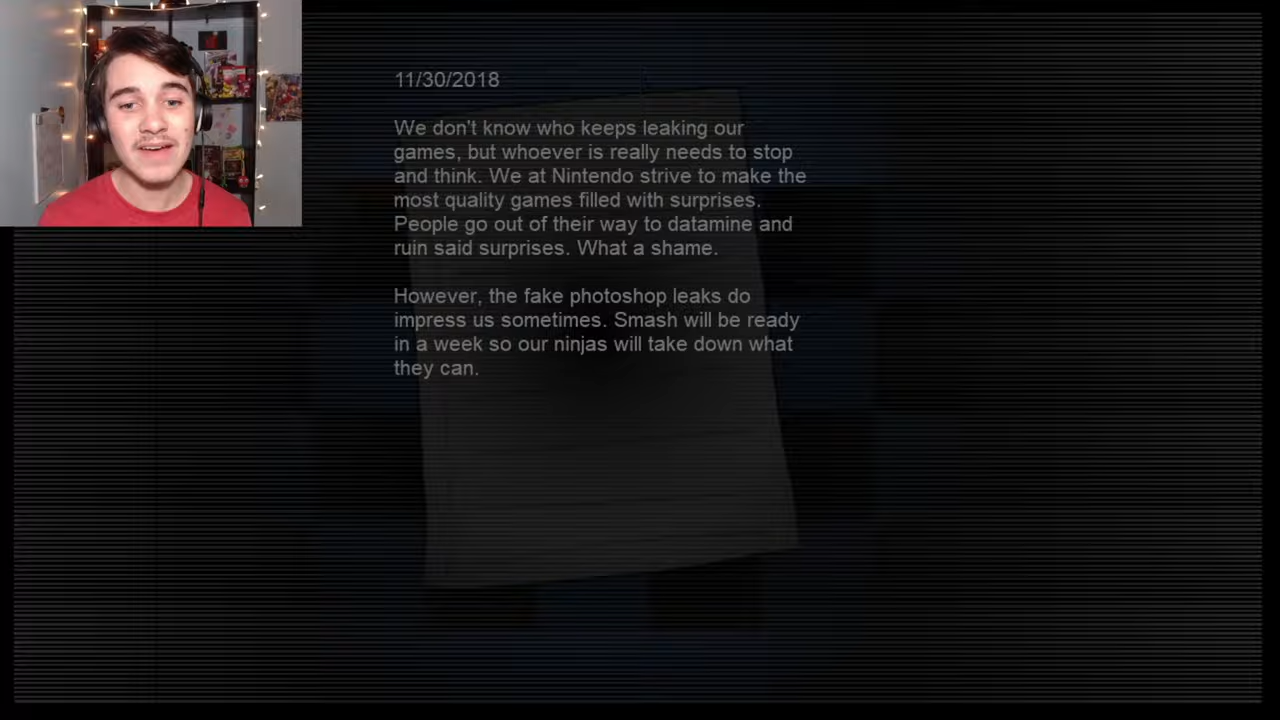 11/30/2018
We don't know who keeps leaking our
games, but whoever is really needs to stop
and think. We at Nintendo strive to make the
most quality games filled with surprises.
People go out of their way to datamine and
ruin said surprises. What a shame.
However, the fake photoshop leaks do
impress us sometimes. Smash will be ready
in a week so our ninjas will take down what
they can.